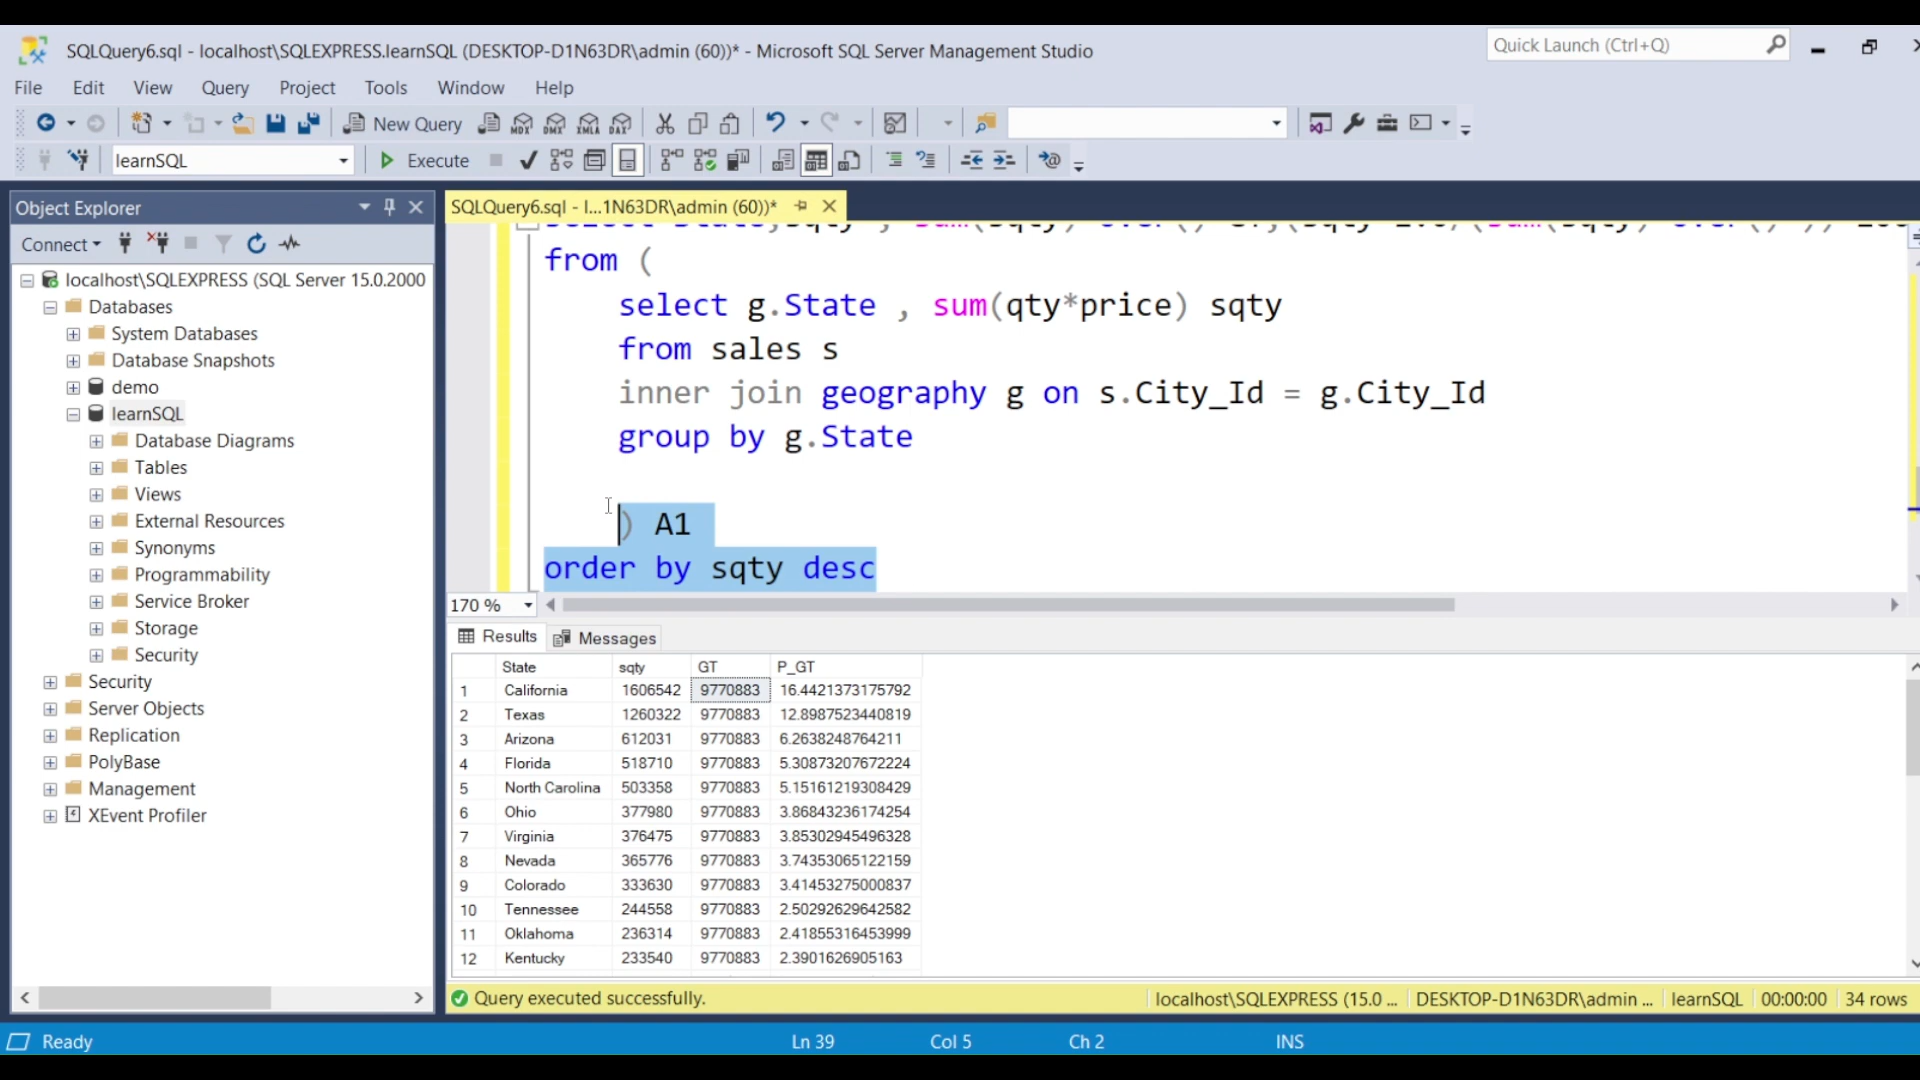 SQLQuery6.sql - localhost\SQLEXPRESS.learnSQL (DESKTOP-D1N63DR\admin (60))* - Microsoft SQL Server Management Studio
Quick Launch (Ctrl+Q)
File Edit View Query Project Tools Window Help
New Query MDX DMX XMLA DAX
learnSQL Execute
Object Explorer
Connect
localhost\SQLEXPRESS (SQL Server 15.0.2000
Databases
System Databases
Database Snapshots
demo
learnSQL
Database Diagrams
Tables
Views
External Resources
Synonyms
Programmability
Service Broker
Storage
Security
Security
Server Objects
Replication
PolyBase
Management
XEvent Profiler
SQLQuery6.sql - l...1N63DR\admin (60))*
from (
select g.State , sum(qty*price) sqty
from sales s
inner join geography g on s.City_Id = g.City_Id
group by g.State
) A1
order by sqty desc
170 %
Results Messages
State sqty GT P_GT
1 California 1606542 9770883 16.4421373175792
2 Texas 1260322 9770883 12.8987523440819
3 Arizona 612031 9770883 6.2638248764211
4 Florida 518710 9770883 5.30873207672224
5 North Carolina 503358 9770883 5.15161219308429
6 Ohio 377980 9770883 3.86843236174254
7 Virginia 376475 9770883 3.85302945496328
8 Nevada 365776 9770883 3.74353065122159
9 Colorado 333630 9770883 3.41453275000837
10 Tennessee 244558 9770883 2.50292629642582
11 Oklahoma 236314 9770883 2.41855316453999
12 Kentucky 233540 9770883 2.3901626905163
Query executed successfully.
localhost\SQLEXPRESS (15.0 ... DESKTOP-D1N63DR\admin ... learnSQL 00:00:00 34 rows
Ready Ln 39 Col 5 Ch 2 INS